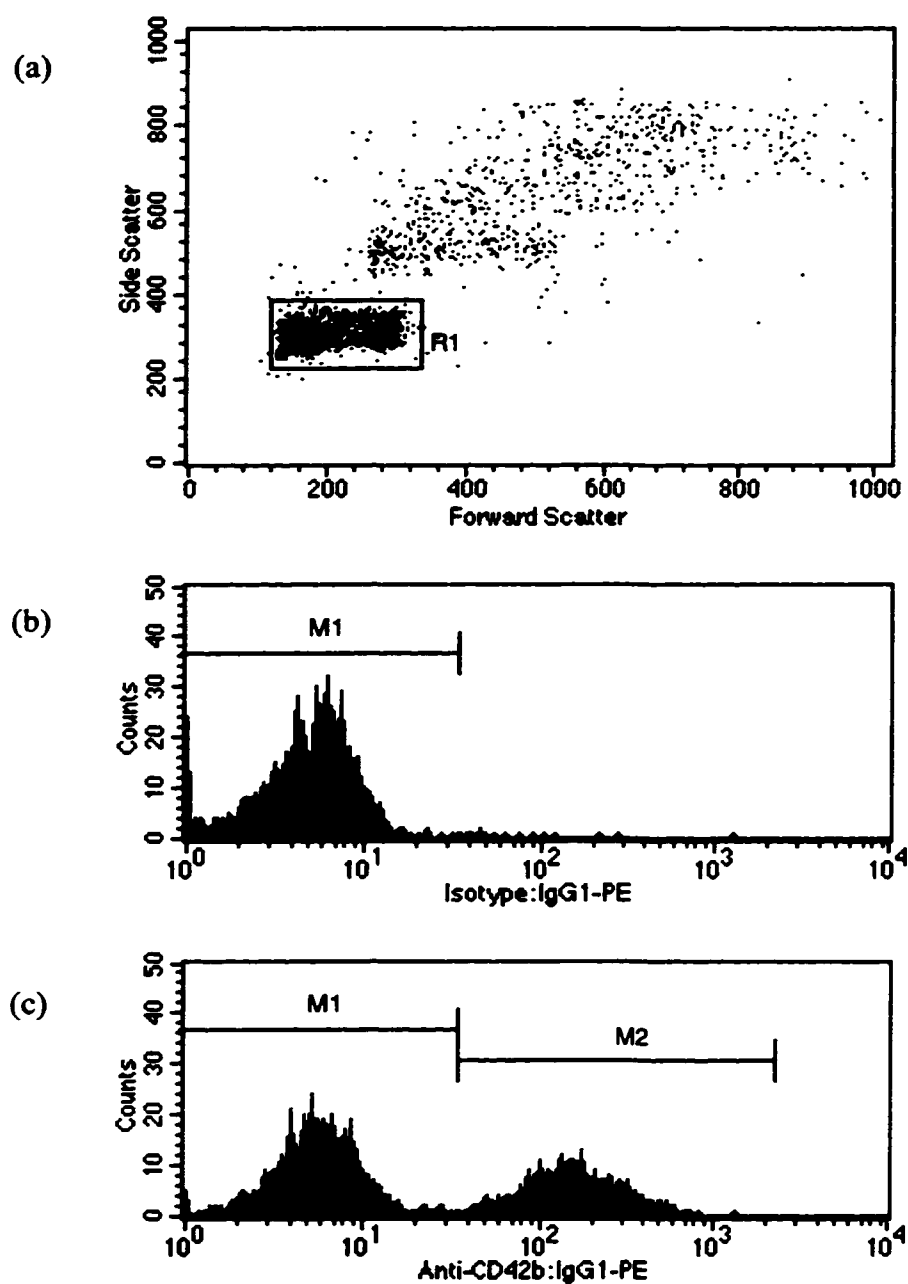 (a)
1000
800
600
400
200
0
Side Scatter
R1
0 200 400 600 800 1000
Forward Scatter
(b)
50
40
30
20
10
0
Counts
M1
10^0 10^1 10^2 10^3 10^4
Isotype:IgG1-PE
(c)
50
40
30
20
10
0
Counts
M1
M2
10^0 10^1 10^2 10^3 10^4
Anti-CD42b:IgG1-PE